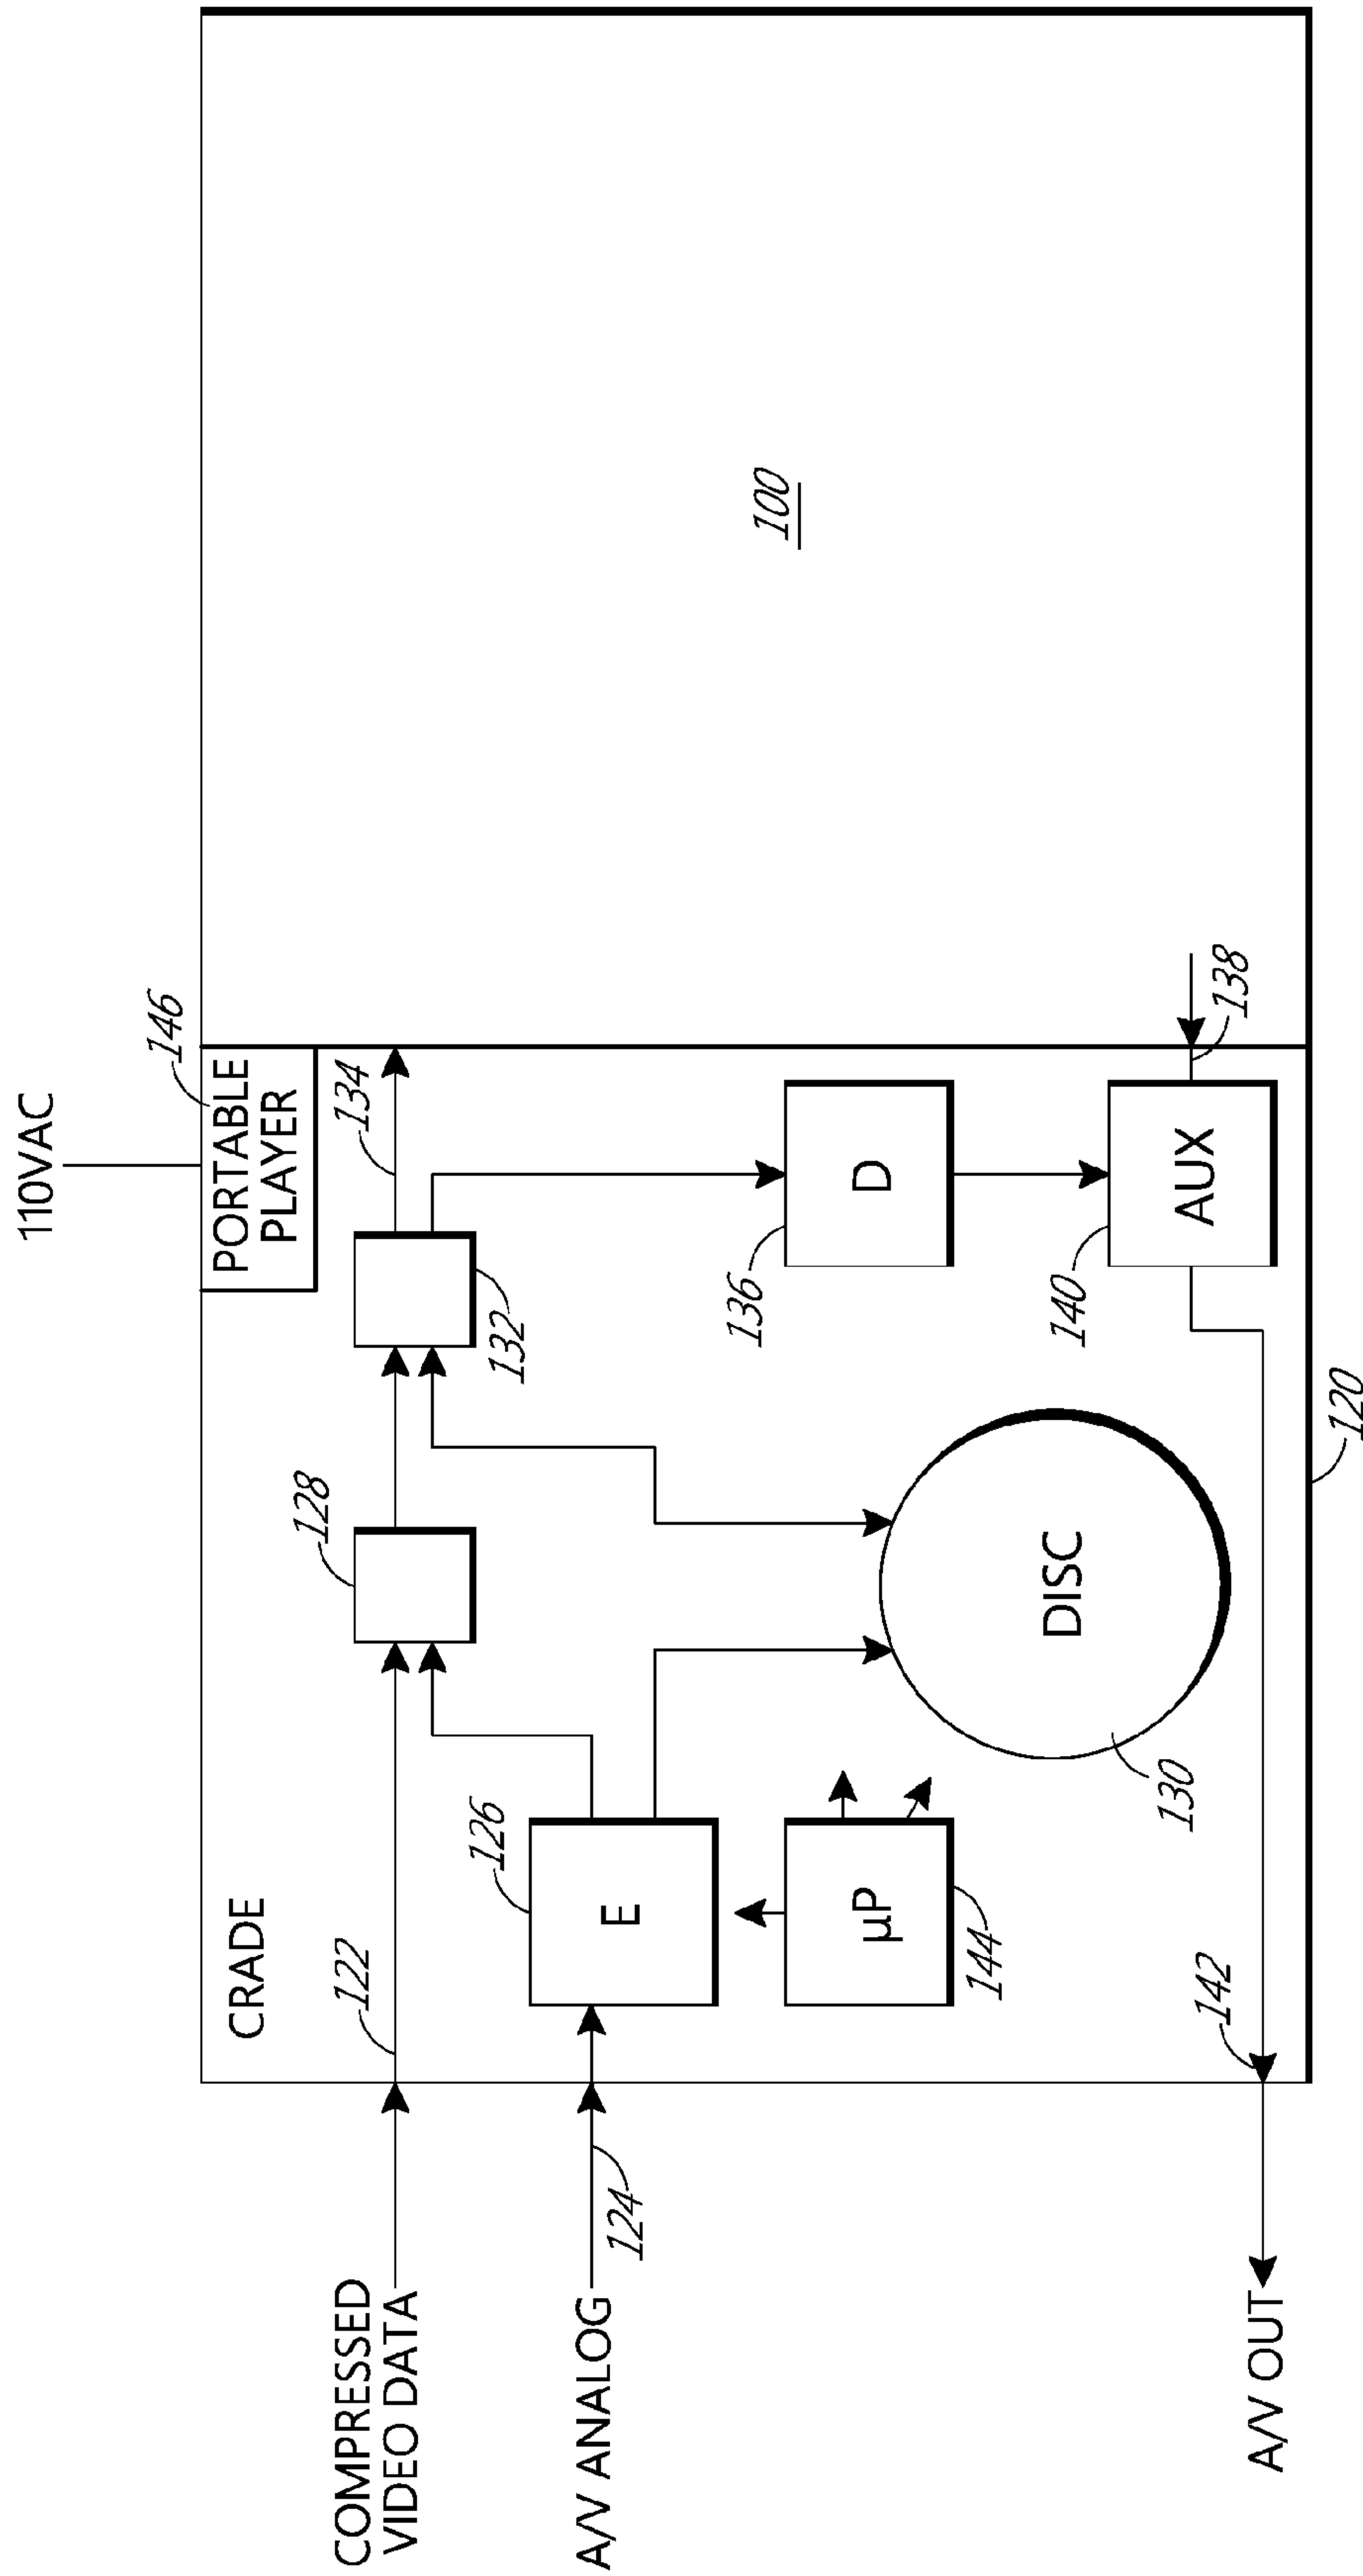 110VAC
146
PORTABLE
PLAYER
CRADE
122
128
134
COMPRESSED
VIDEO DATA
132
126
E
A/V ANALOG
124
100
µP
144
136
D
DISC
130
140
AUX
138
142
A/V OUT
120